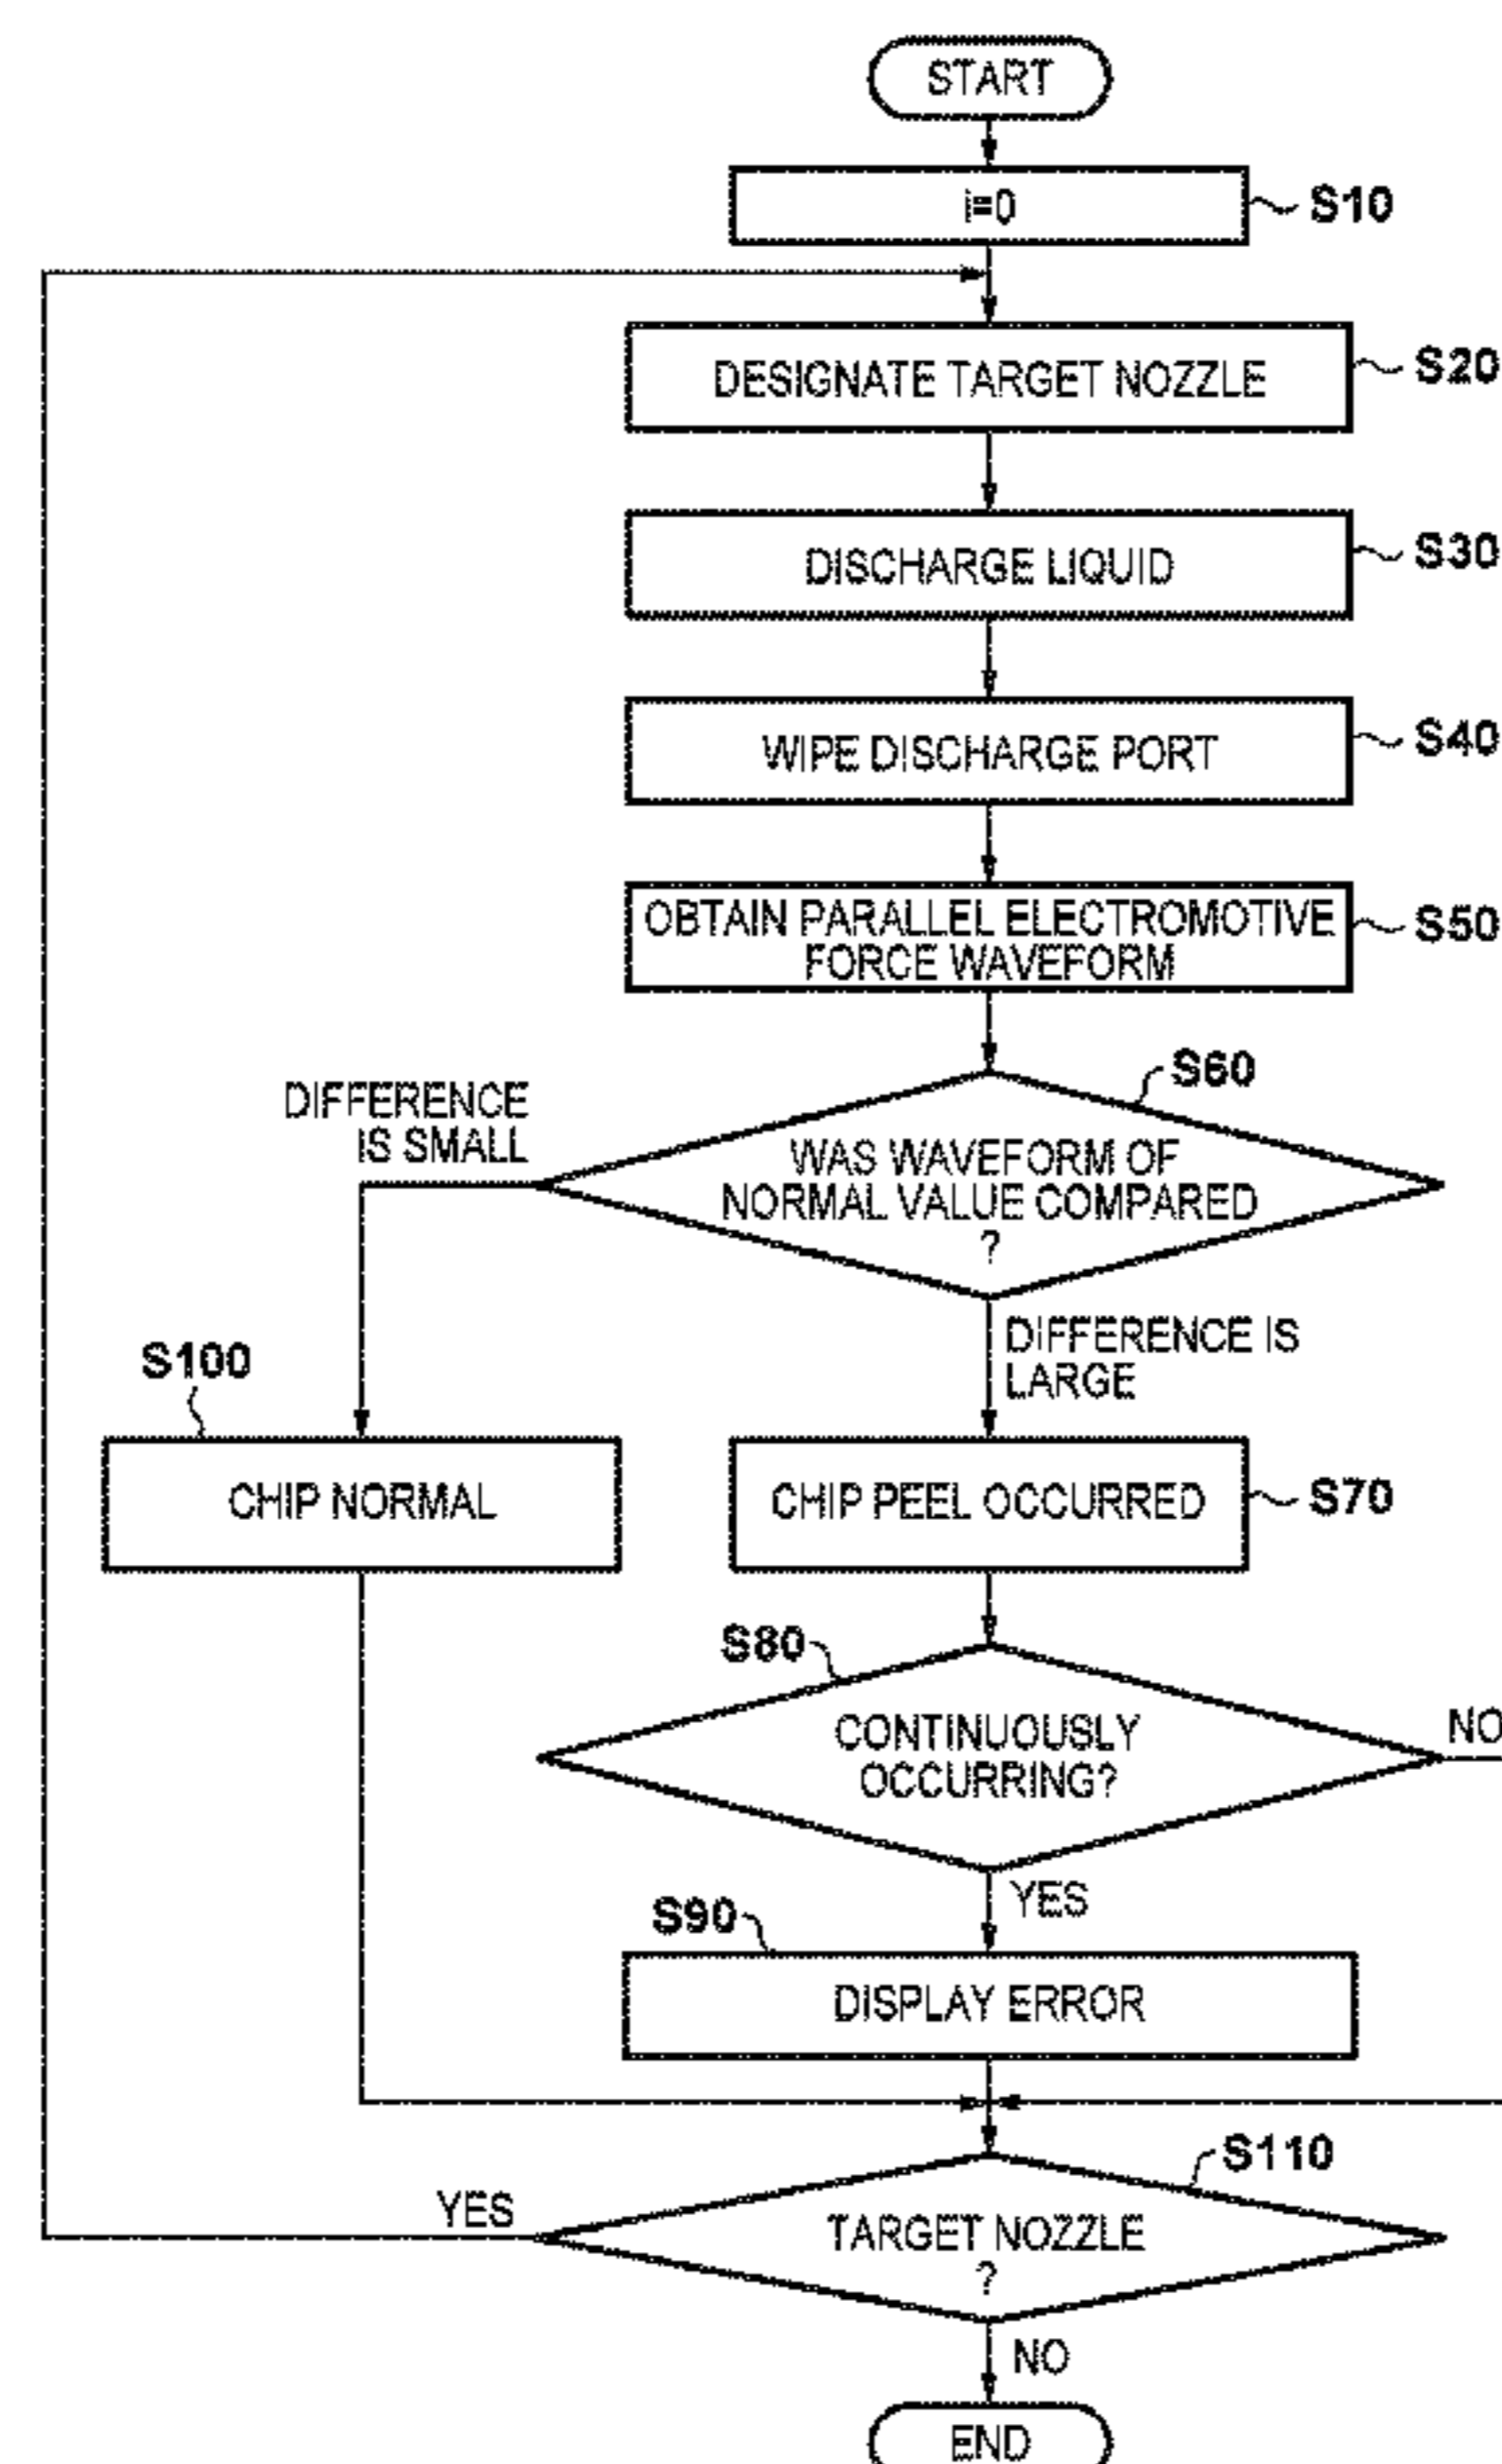 START
i=0
S10
DESIGNATE TARGET NOZZLE
S20
DISCHARGE LIQUID
S30
WIPE DISCHARGE PORT
S40
OBTAIN PARALLEL ELECTROMOTIVE
FORCE WAVEFORM
S50
S60
DIFFERENCE
IS SMALL
WAS WAVEFORM OF
NORMAL VALUE COMPARED
?
DIFFERENCE IS
LARGE
S100
CHIP NORMAL
CHIP PEEL OCCURRED
S70
S80
CONTINUOUSLY
OCCURRING?
NO
YES
S90
DISPLAY ERROR
S110
YES
TARGET NOZZLE
?
NO
END